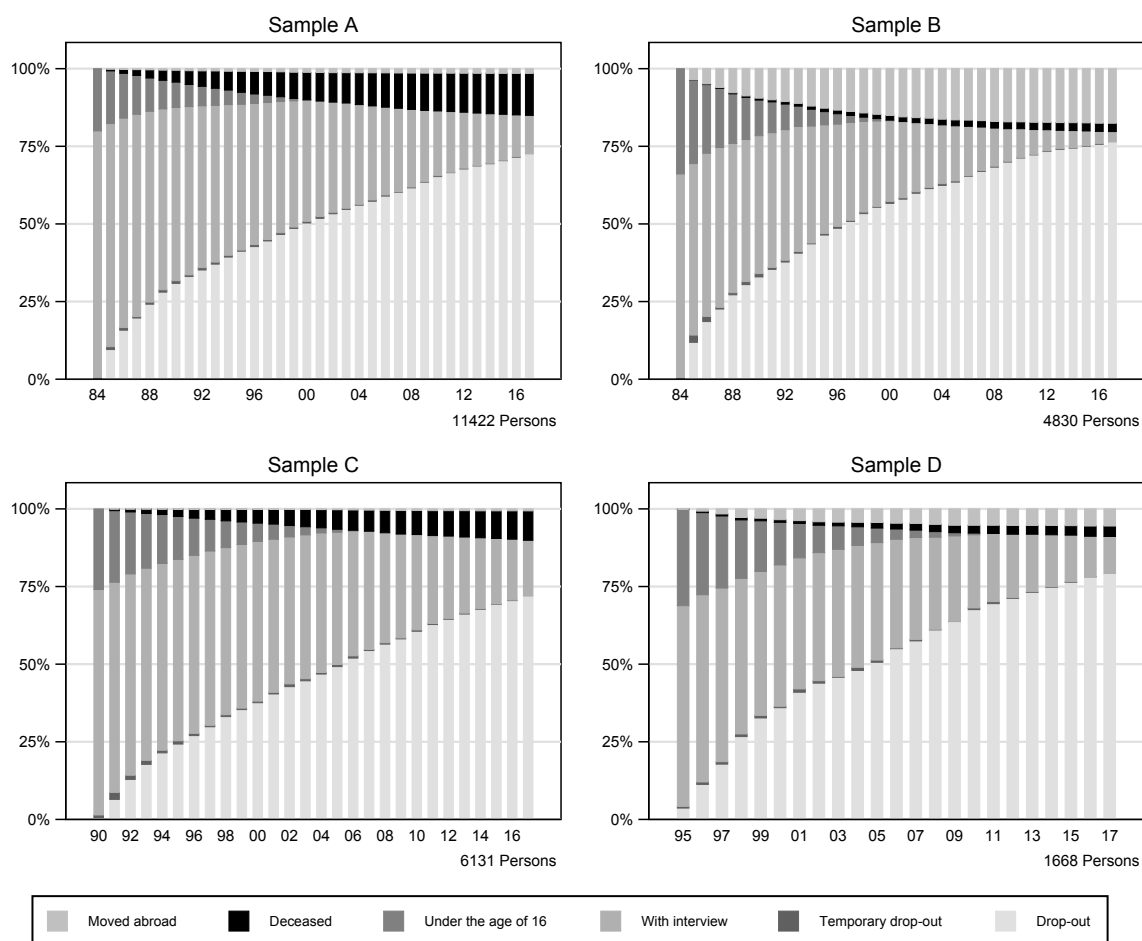 Sample A
100%
75%
50%
25%
0%
84 88 92 96 00 04 08 12 16
11422 Persons
Sample B
100%
75%
50%
25%
0%
84 88 92 96 00 04 08 12 16
4830 Persons
Sample C
100%
75%
50%
25%
0%
90 92 94 96 98 00 02 04 06 08 10 12 14 16
6131 Persons
Sample D
100%
75%
50%
25%
0%
95 97 99 01 03 05 07 09 11 13 15 17
1668 Persons
Moved abroad Deceased Under the age of 16 With interview Temporary drop-out Drop-out